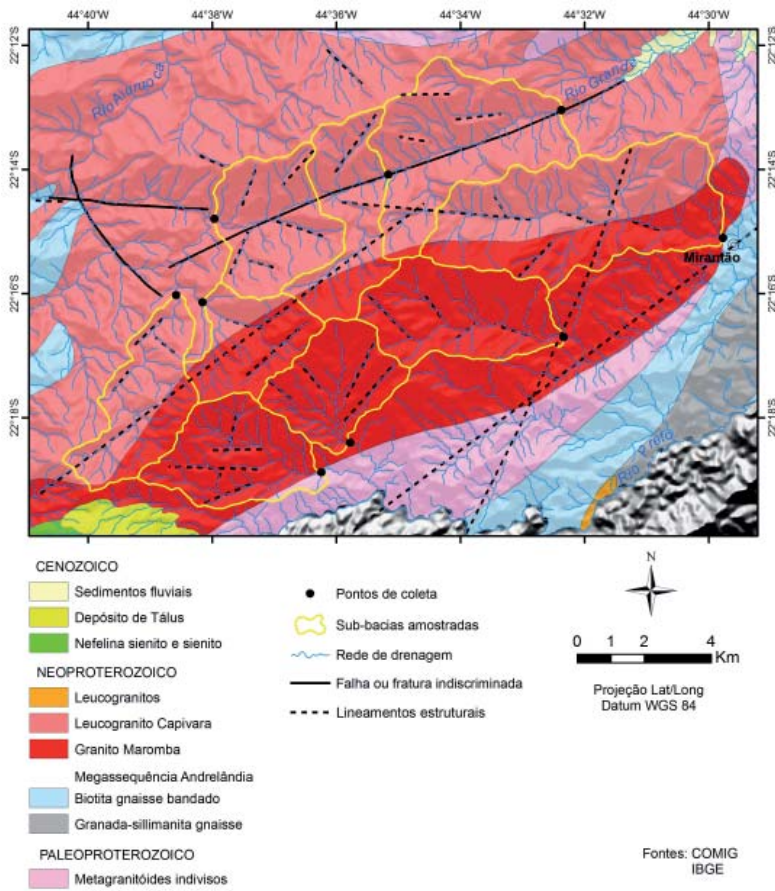 44°40'W 44°38'W 44°36'W 44°34'W 44°32'W 44°30'W
22°12'S 22°12'S
Rio Aiuruoca
Rio Grande
22°14'S 22°14'S
Mirantão
22°16'S 22°16'S
22°18'S 22°18'S
Rio Preto
CENOZOICO
Sedimentos fluviais
Depósito de Tálus
Nefelina sienito e sienito
NEOPROTEROZOICO
Leucogranitos
Leucogranito Capivara
Granito Maromba
Megassequência Andrelândia
Biotita gnaisse bandado
Granada-sillimanita gnaisse
PALEOPROTEROZOICO
Metagranitóides indivisos
Pontos de coleta
Sub-bacias amostradas
Rede de drenagem
Falha ou fratura indiscriminada
Lineamentos estruturais
N
0 1 2 4
Km
Projeção Lat/Long
Datum WGS 84
Fontes: COMIG
IBGE